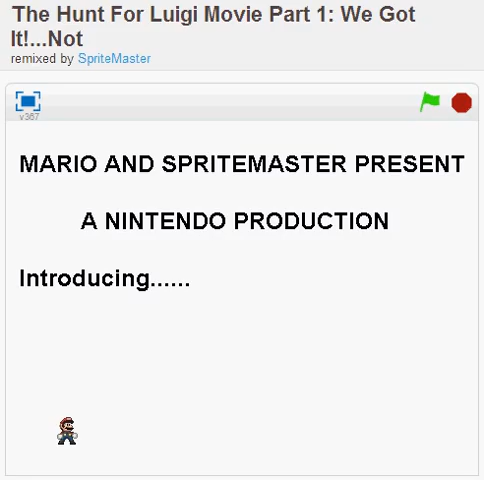 The Hunt For Luigi Movie Part 1: We Got
It!...Not
remixed by SpriteMaster
v387
MARIO AND SPRITEMASTER PRESENT
A NINTENDO PRODUCTION
Introducing......